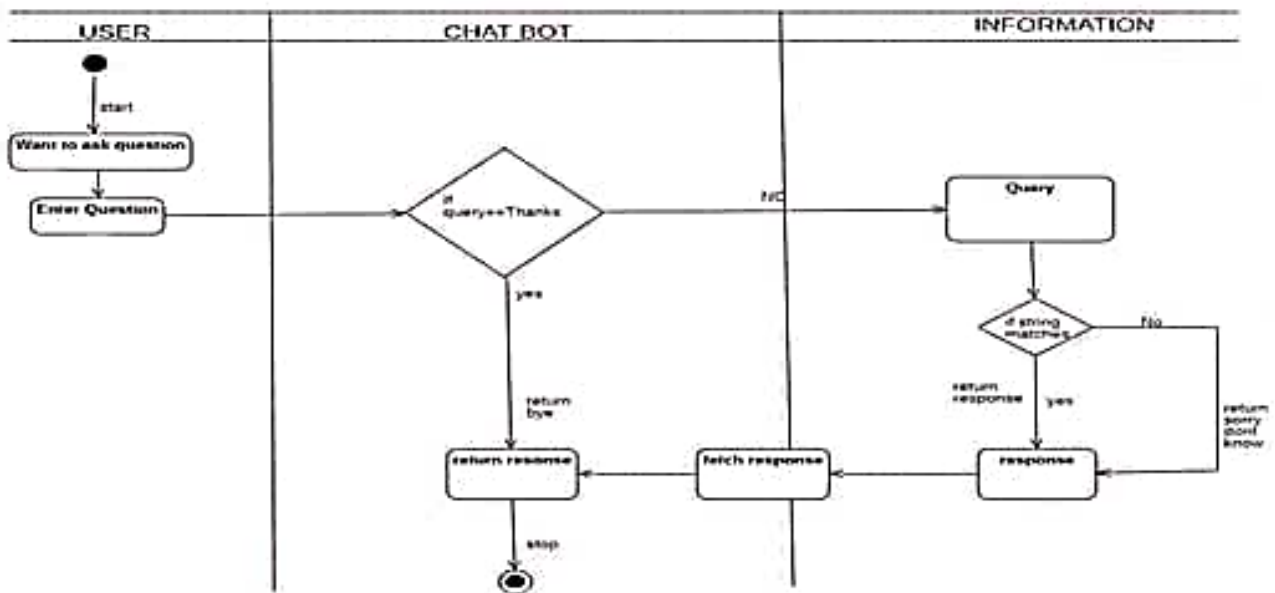 USER
CHAT BOT
INFORMATION
start
Want to ask question
Enter Question
if
query==Thanks
NO
Query
yes
if string
matches
No
return
response
yes
return
sorry
dont
know
return
bye
return resonse
fetch response
response
stop